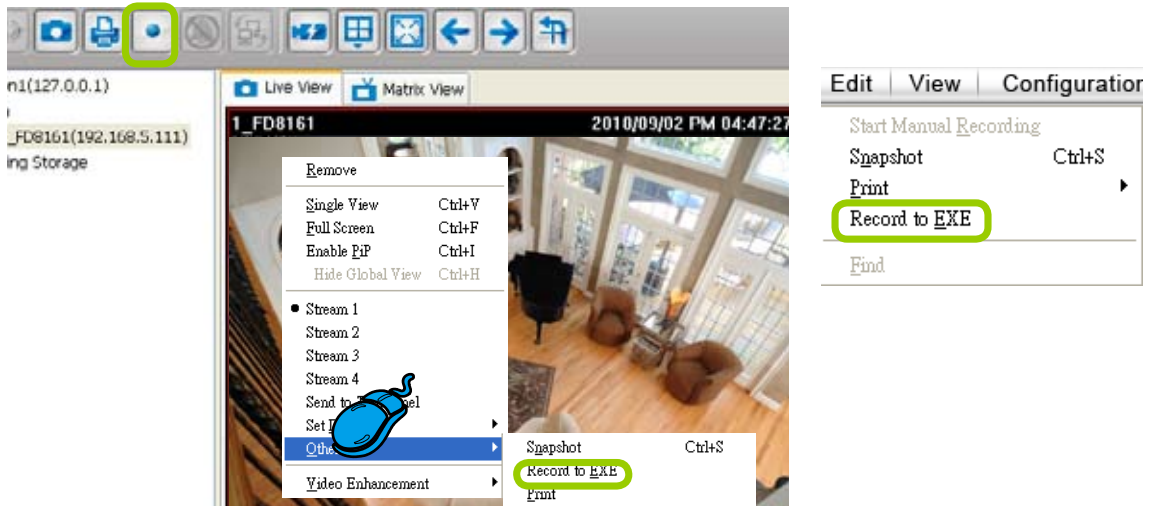 n1(127.0.0.1)
_FD8161(192.168.5.111)
ing Storage
Live View
Matrix View
1_FD8161
2010/09/02 PM 04:47:27
Remove
Single View Ctrl+V
Full Screen Ctrl+F
Enable PiP Ctrl+I
Hide Global View Ctrl+H
Stream 1
Stream 2
Stream 3
Stream 4
Send to
Set
Video Enhancement
Snapshot Ctrl+S
Record to EXE
Print
Edit View Configuration
Start Manual Recording
Snapshot Ctrl+S
Print
Record to EXE
Find